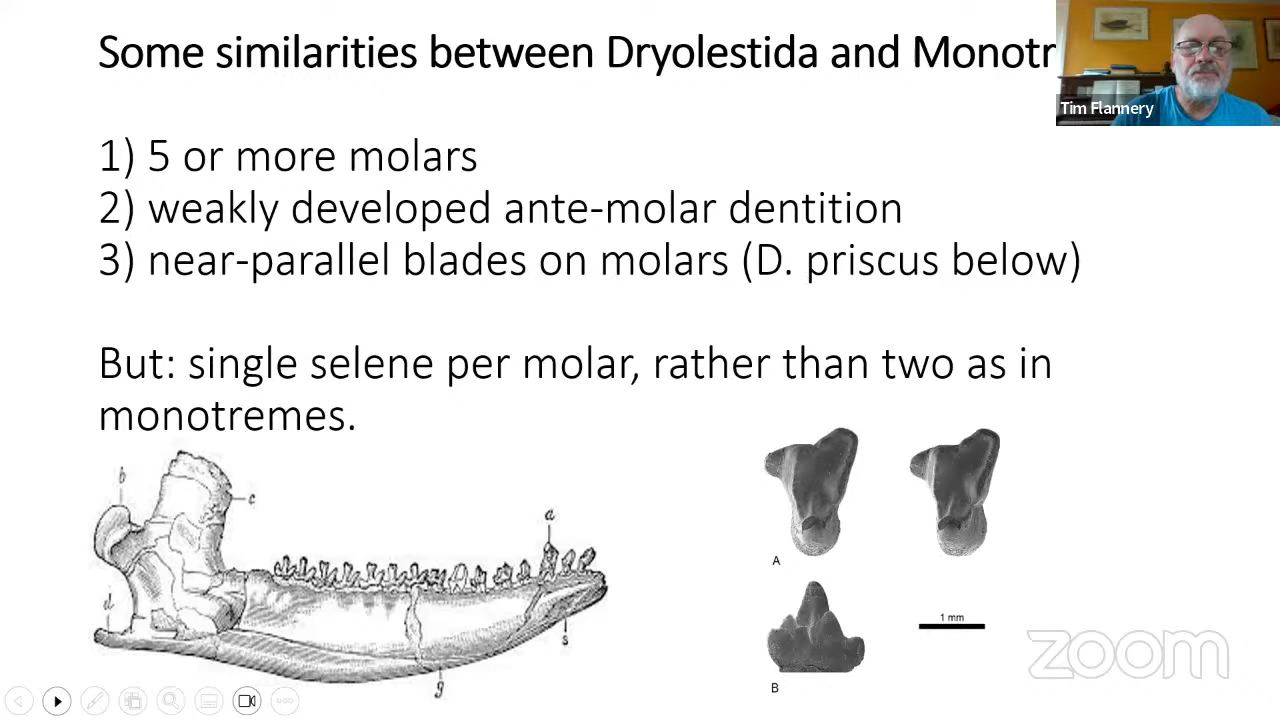 Some similarities between Dryolestida and Monotr
Tim Flannery
1) 5 or more molars
2) weakly developed ante-molar dentition
3) near-parallel blades on molars (D. priscus below)
But: single selene per molar, rather than two as in
monotremes.
b
c
a
d
s
g
A
B
1 mm
zoom